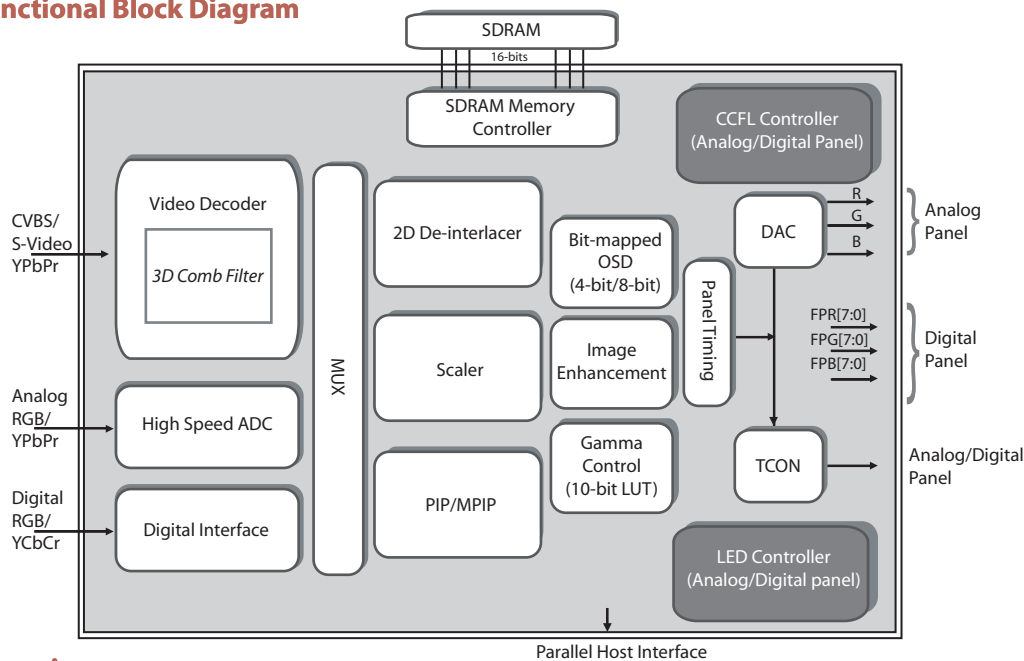 nctional Block Diagram
SDRAM
16-bits
SDRAM Memory
Controller
CCFL Controller
(Analog/Digital Panel)
CVBS/
S-Video
YPbPr
Video Decoder
3D Comb Filter
2D De-interlacer
Bit-mapped
OSD
(4-bit/8-bit)
DAC
R
G
B
Analog
Panel
MUX
Scaler
Image
Enhancement
Panel Timing
FPR[7:0]
FPG[7:0]
FPB[7:0]
Digital
Panel
Analog
RGB/
YPbPr
High Speed ADC
Gamma
Control
(10-bit LUT)
TCON
Analog/Digital
Panel
Digital
RGB/
YCbCr
Digital Interface
PIP/MPIP
LED Controller
(Analog/Digital panel)
Parallel Host Interface